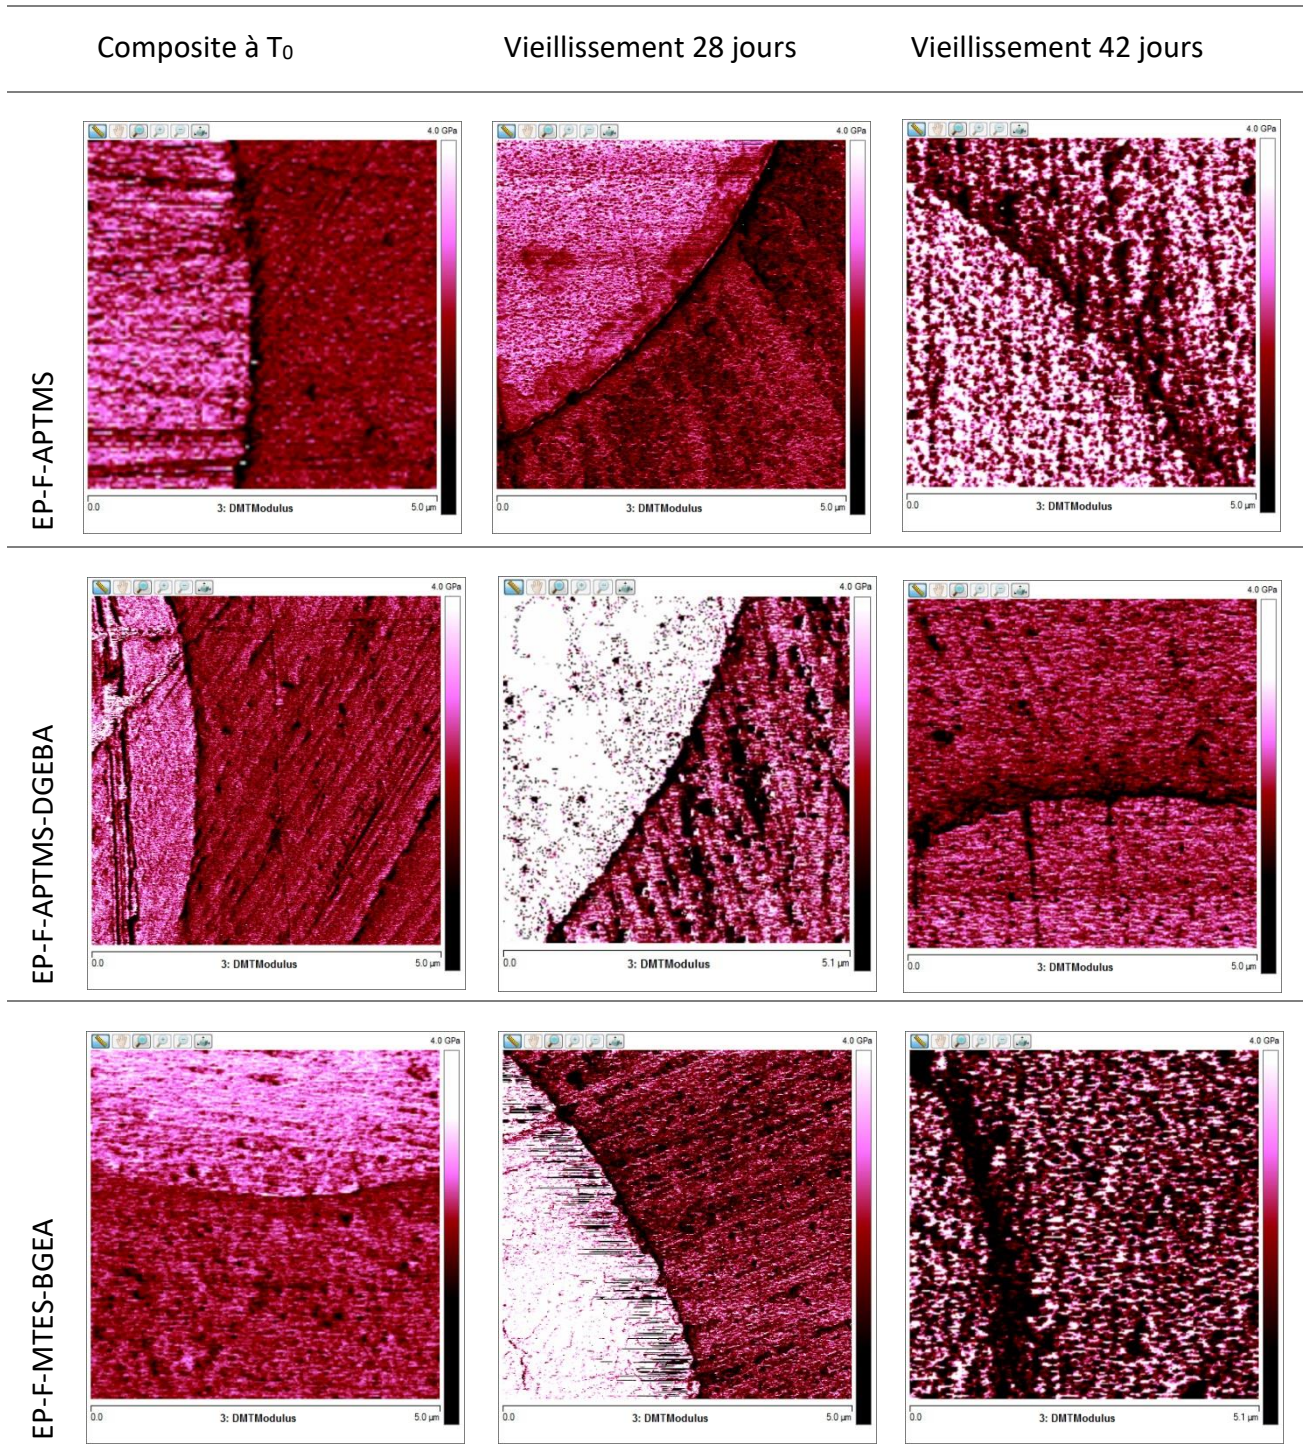 Composite à T0
Vieillissement 28 jours
Vieillissement 42 jours
EP-F-APTMS
4.0 GPa
0.0
3: DMTModulus
5.0 µm
4.0 GPa
0.0
3: DMTModulus
5.0 µm
4.0 GPa
0.0
3: DMTModulus
5.0 µm
EP-F-APTMS-DGEBA
4.0 GPa
0.0
3: DMTModulus
5.0 µm
4.0 GPa
0.0
3: DMTModulus
5.1 µm
4.0 GPa
0.0
3: DMTModulus
5.0 µm
EP-F-MTES-BGEA
4.0 GPa
0.0
3: DMTModulus
5.0 µm
4.0 GPa
0.0
3: DMTModulus
5.0 µm
4.0 GPa
0.0
3: DMTModulus
5.1 µm